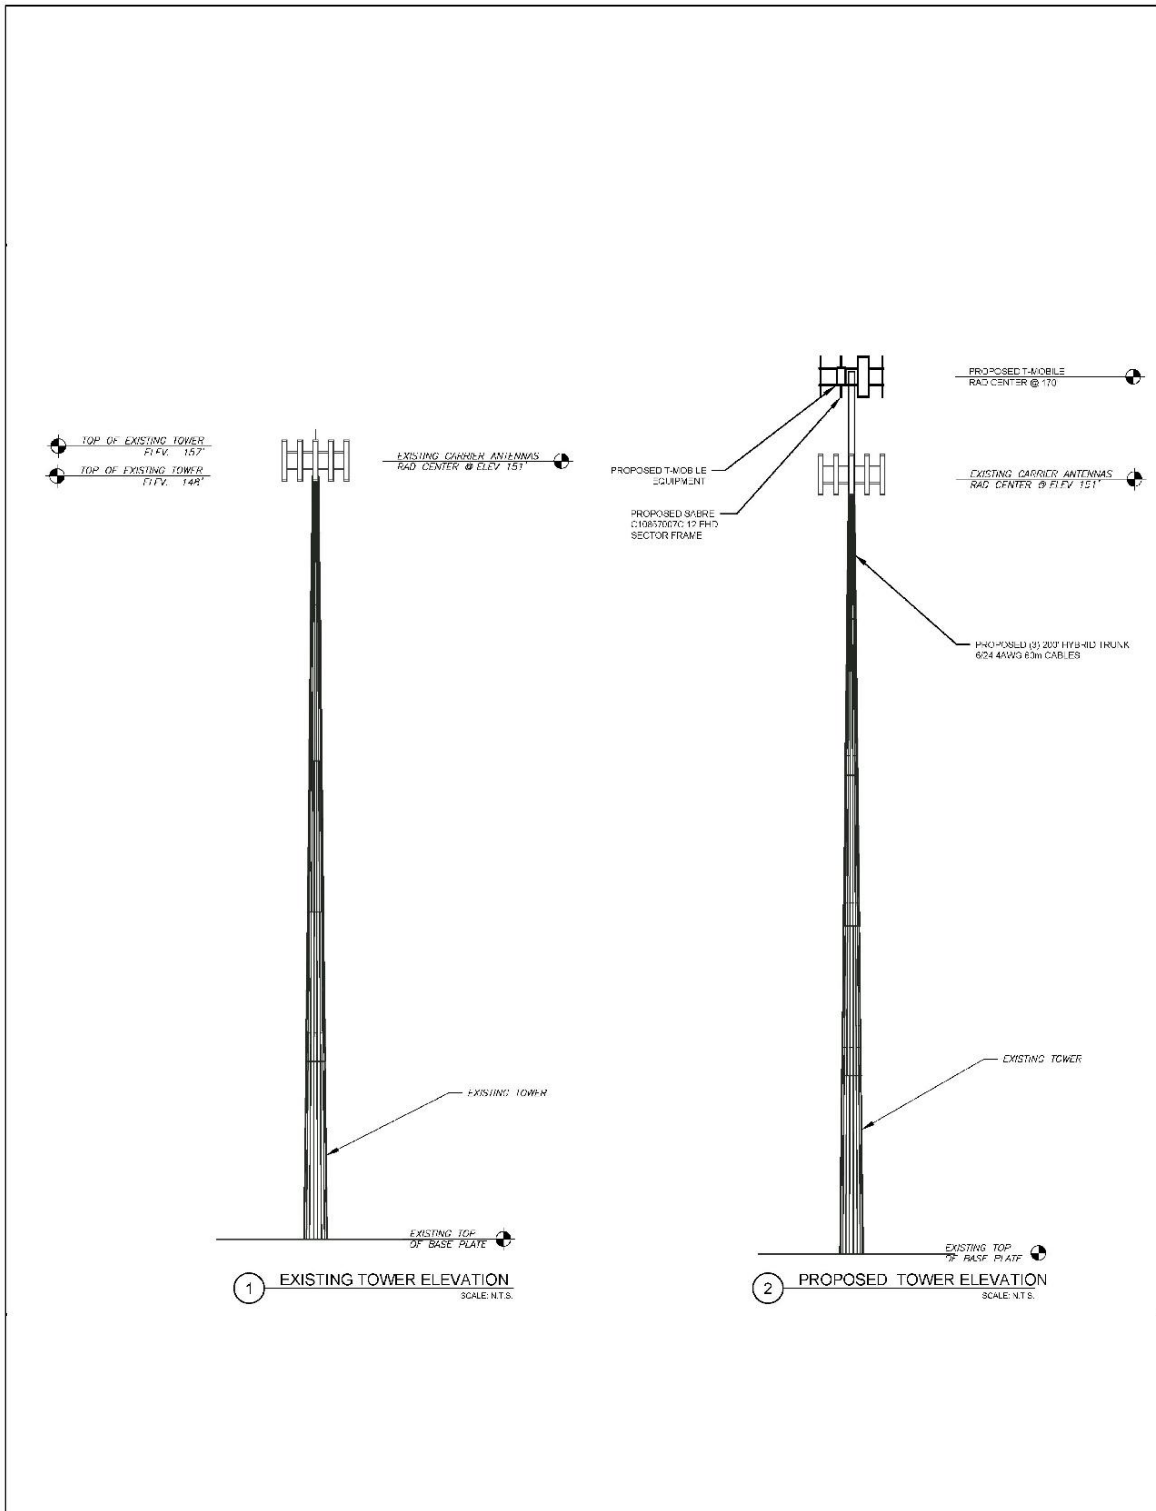 TOP OF EXISTING TOWER
ELEV. 157'
TOP OF EXISTING TOWER
ELEV. 148'
EXISTING CARRIER ANTENNAS
RAD CENTER @ ELEV 151'
EXISTING TOWER
EXISTING TOP
OF BASE PLATE
1
EXISTING TOWER ELEVATION
SCALE: N.T.S.
PROPOSED T-MOBILE
RAD CENTER @ 170
PROPOSED T-MOBILE
EQUIPMENT
EXISTING CARRIER ANTENNAS
RAD CENTER @ ELEV 151'
PROPOSED SABRE
SECTOR FRAME
PROPOSED (3) 200' HYBRID TRUNK
6/24 4AWG 60m CABLES
EXISTING TOWER
EXISTING TOP
OF BASE PLATE
2
PROPOSED TOWER ELEVATION
SCALE: N.T.S.